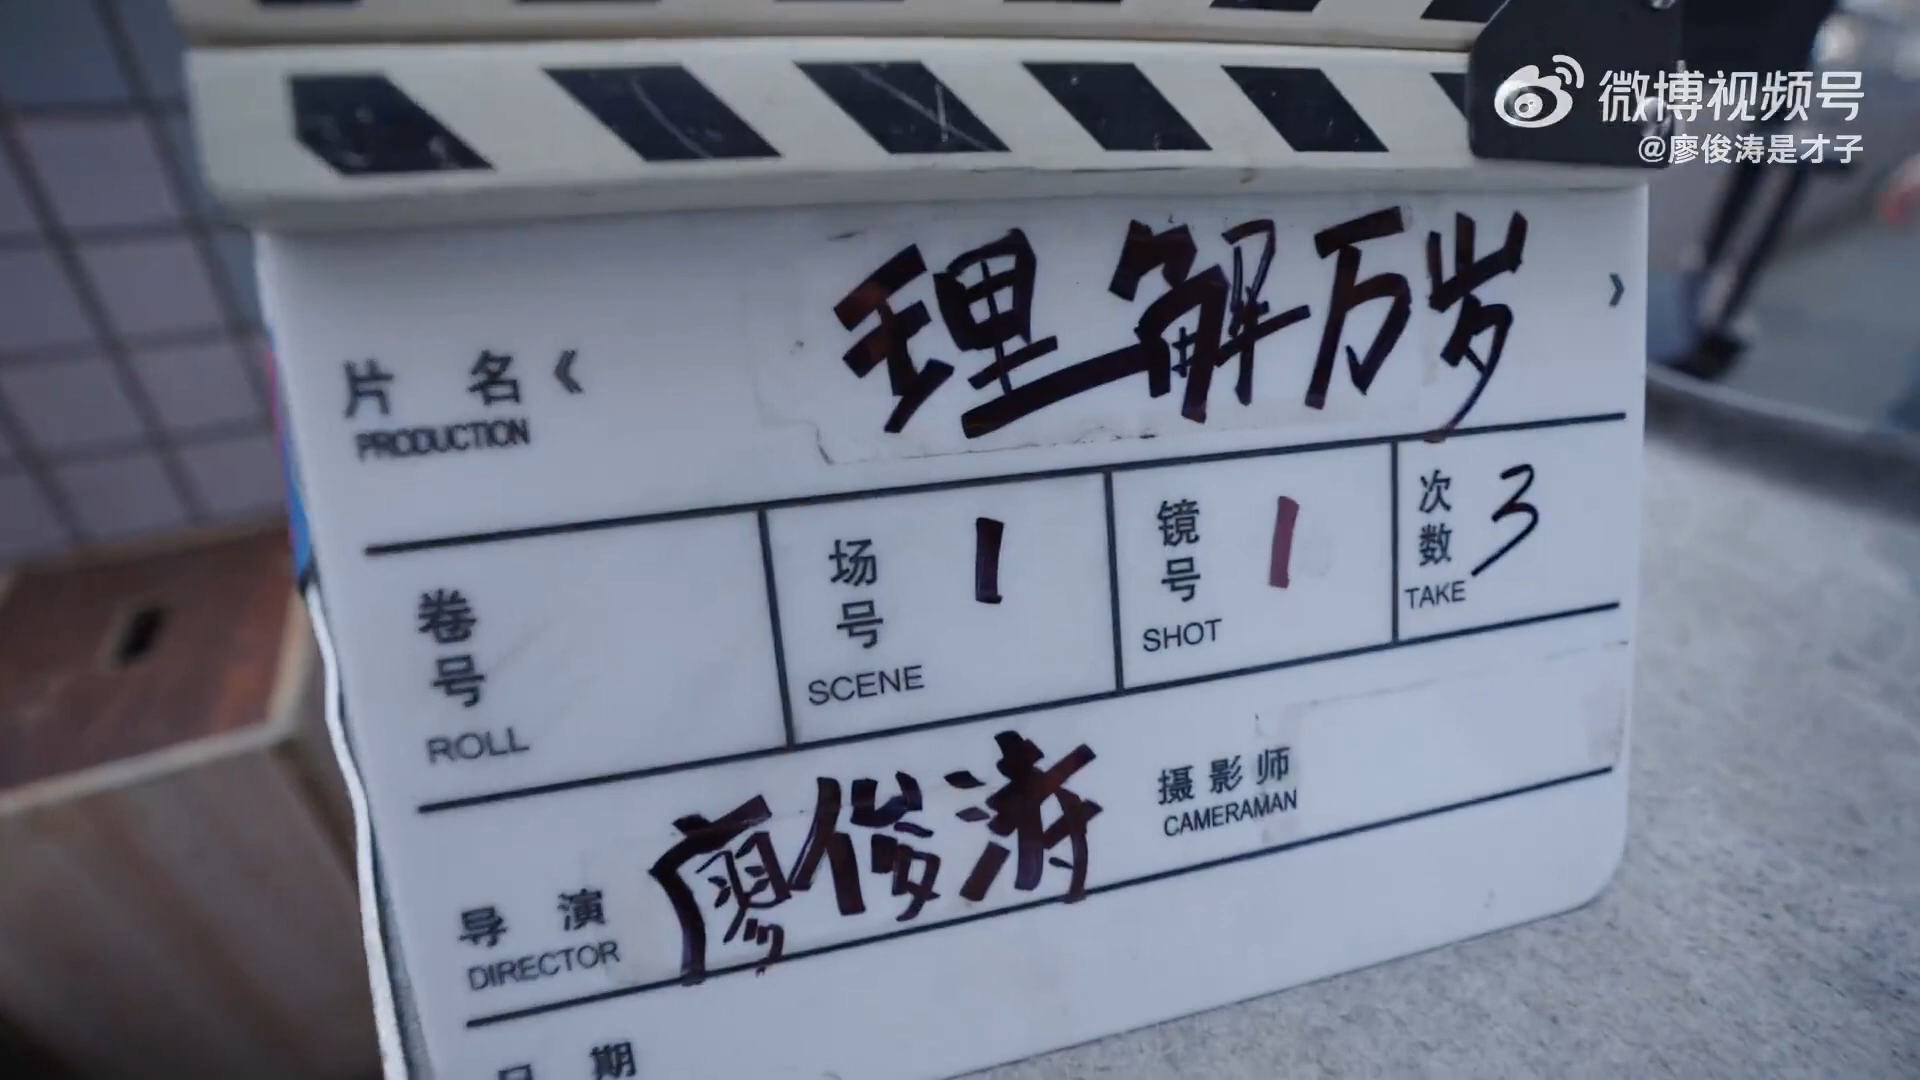 微博视频号
@廖俊涛是才子
片名《 理解万岁 》
PRODUCTION
卷号
ROLL
场号 1
SCENE
镜号 1
SHOT
次数 3
TAKE
导演 廖俊涛
DIRECTOR
摄影师
CAMERAMAN
日期